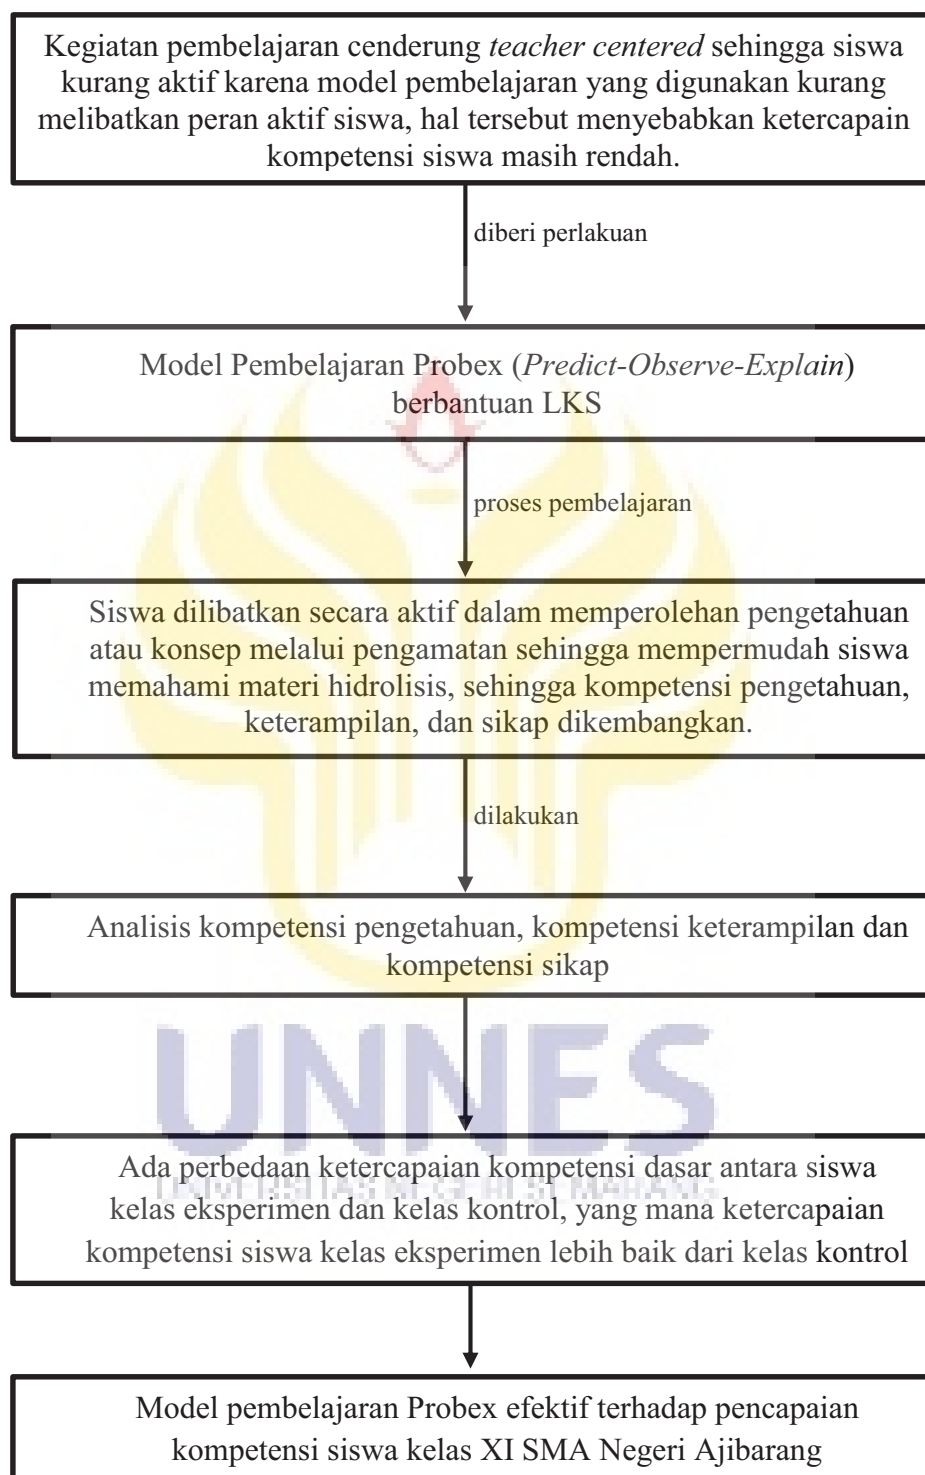 Kegiatan pembelajaran cenderung teacher centered sehingga siswa
kurang aktif karena model pembelajaran yang digunakan kurang
melibatkan peran aktif siswa, hal tersebut menyebabkan ketercapain
kompetensi siswa masih rendah.
diberi perlakuan
Model Pembelajaran Probex (Predict-Observe-Explain)
berbantuan LKS
proses pembelajaran
Siswa dilibatkan secara aktif dalam memperolehan pengetahuan
atau konsep melalui pengamatan sehingga mempermudah siswa
memahami materi hidrolisis, sehingga kompetensi pengetahuan,
keterampilan, dan sikap dikembangkan.
dilakukan
Analisis kompetensi pengetahuan, kompetensi keterampilan dan
kompetensi sikap
UNNES
Ada perbedaan ketercapaian kompetensi dasar antara siswa
UNIVERSITAS NEGERI SEMARANG
kelas eksperimen dan kelas kontrol, yang mana ketercapaian
kompetensi siswa kelas eksperimen lebih baik dari kelas kontrol
Model pembelajaran Probex efektif terhadap pencapaian
kompetensi siswa kelas XI SMA Negeri Ajibarang